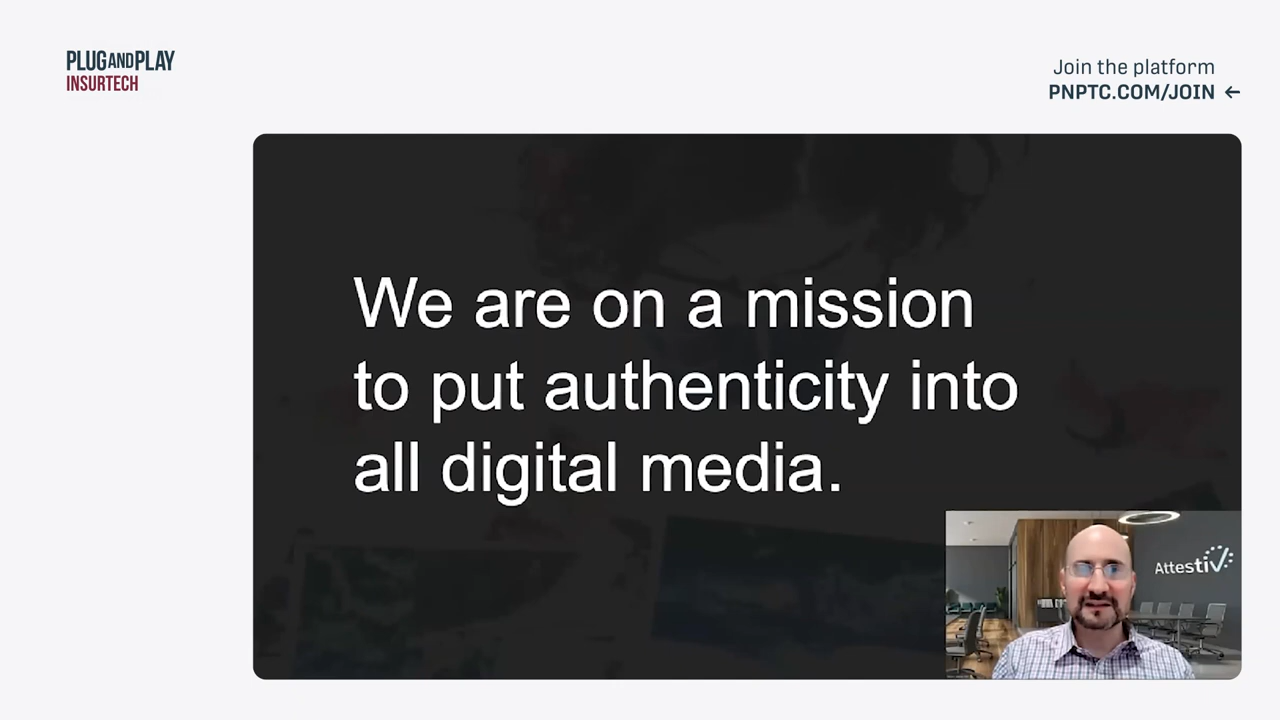 PLUGANDPLAY
INSURTECH
Join the platform
PNPTC.COM/JOIN ←
We are on a mission
to put authenticity into
all digital media.
Attestiv